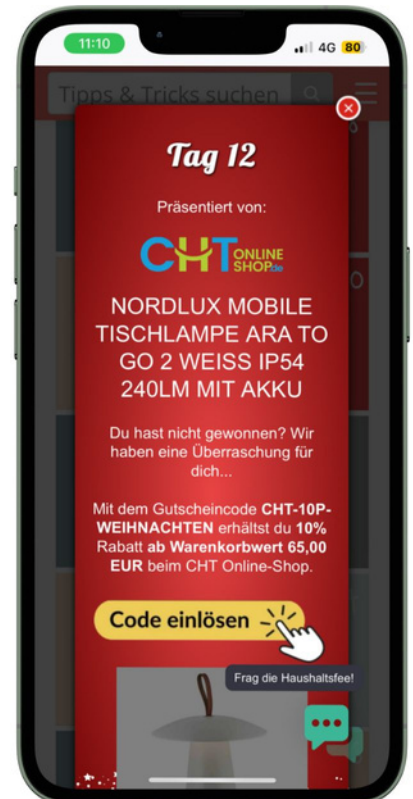 11:10
4G 80
Tipps & Tricks suchen
Tag 12
Präsentiert von:
CHT ONLINE
SHOP.de
NORDLUX MOBILE
TISCHLAMPE ARA TO
GO 2 WEISS IP54
240LM MIT AKKU
Du hast nicht gewonnen? Wir
haben eine Überraschung für
dich...
Mit dem Gutscheincode CHT-10P-
WEIHNACHTEN erhältst du 10%
Rabatt ab Warenkorbwert 65,00
EUR beim CHT Online-Shop.
Code einlösen
Frag die Haushaltsfee!